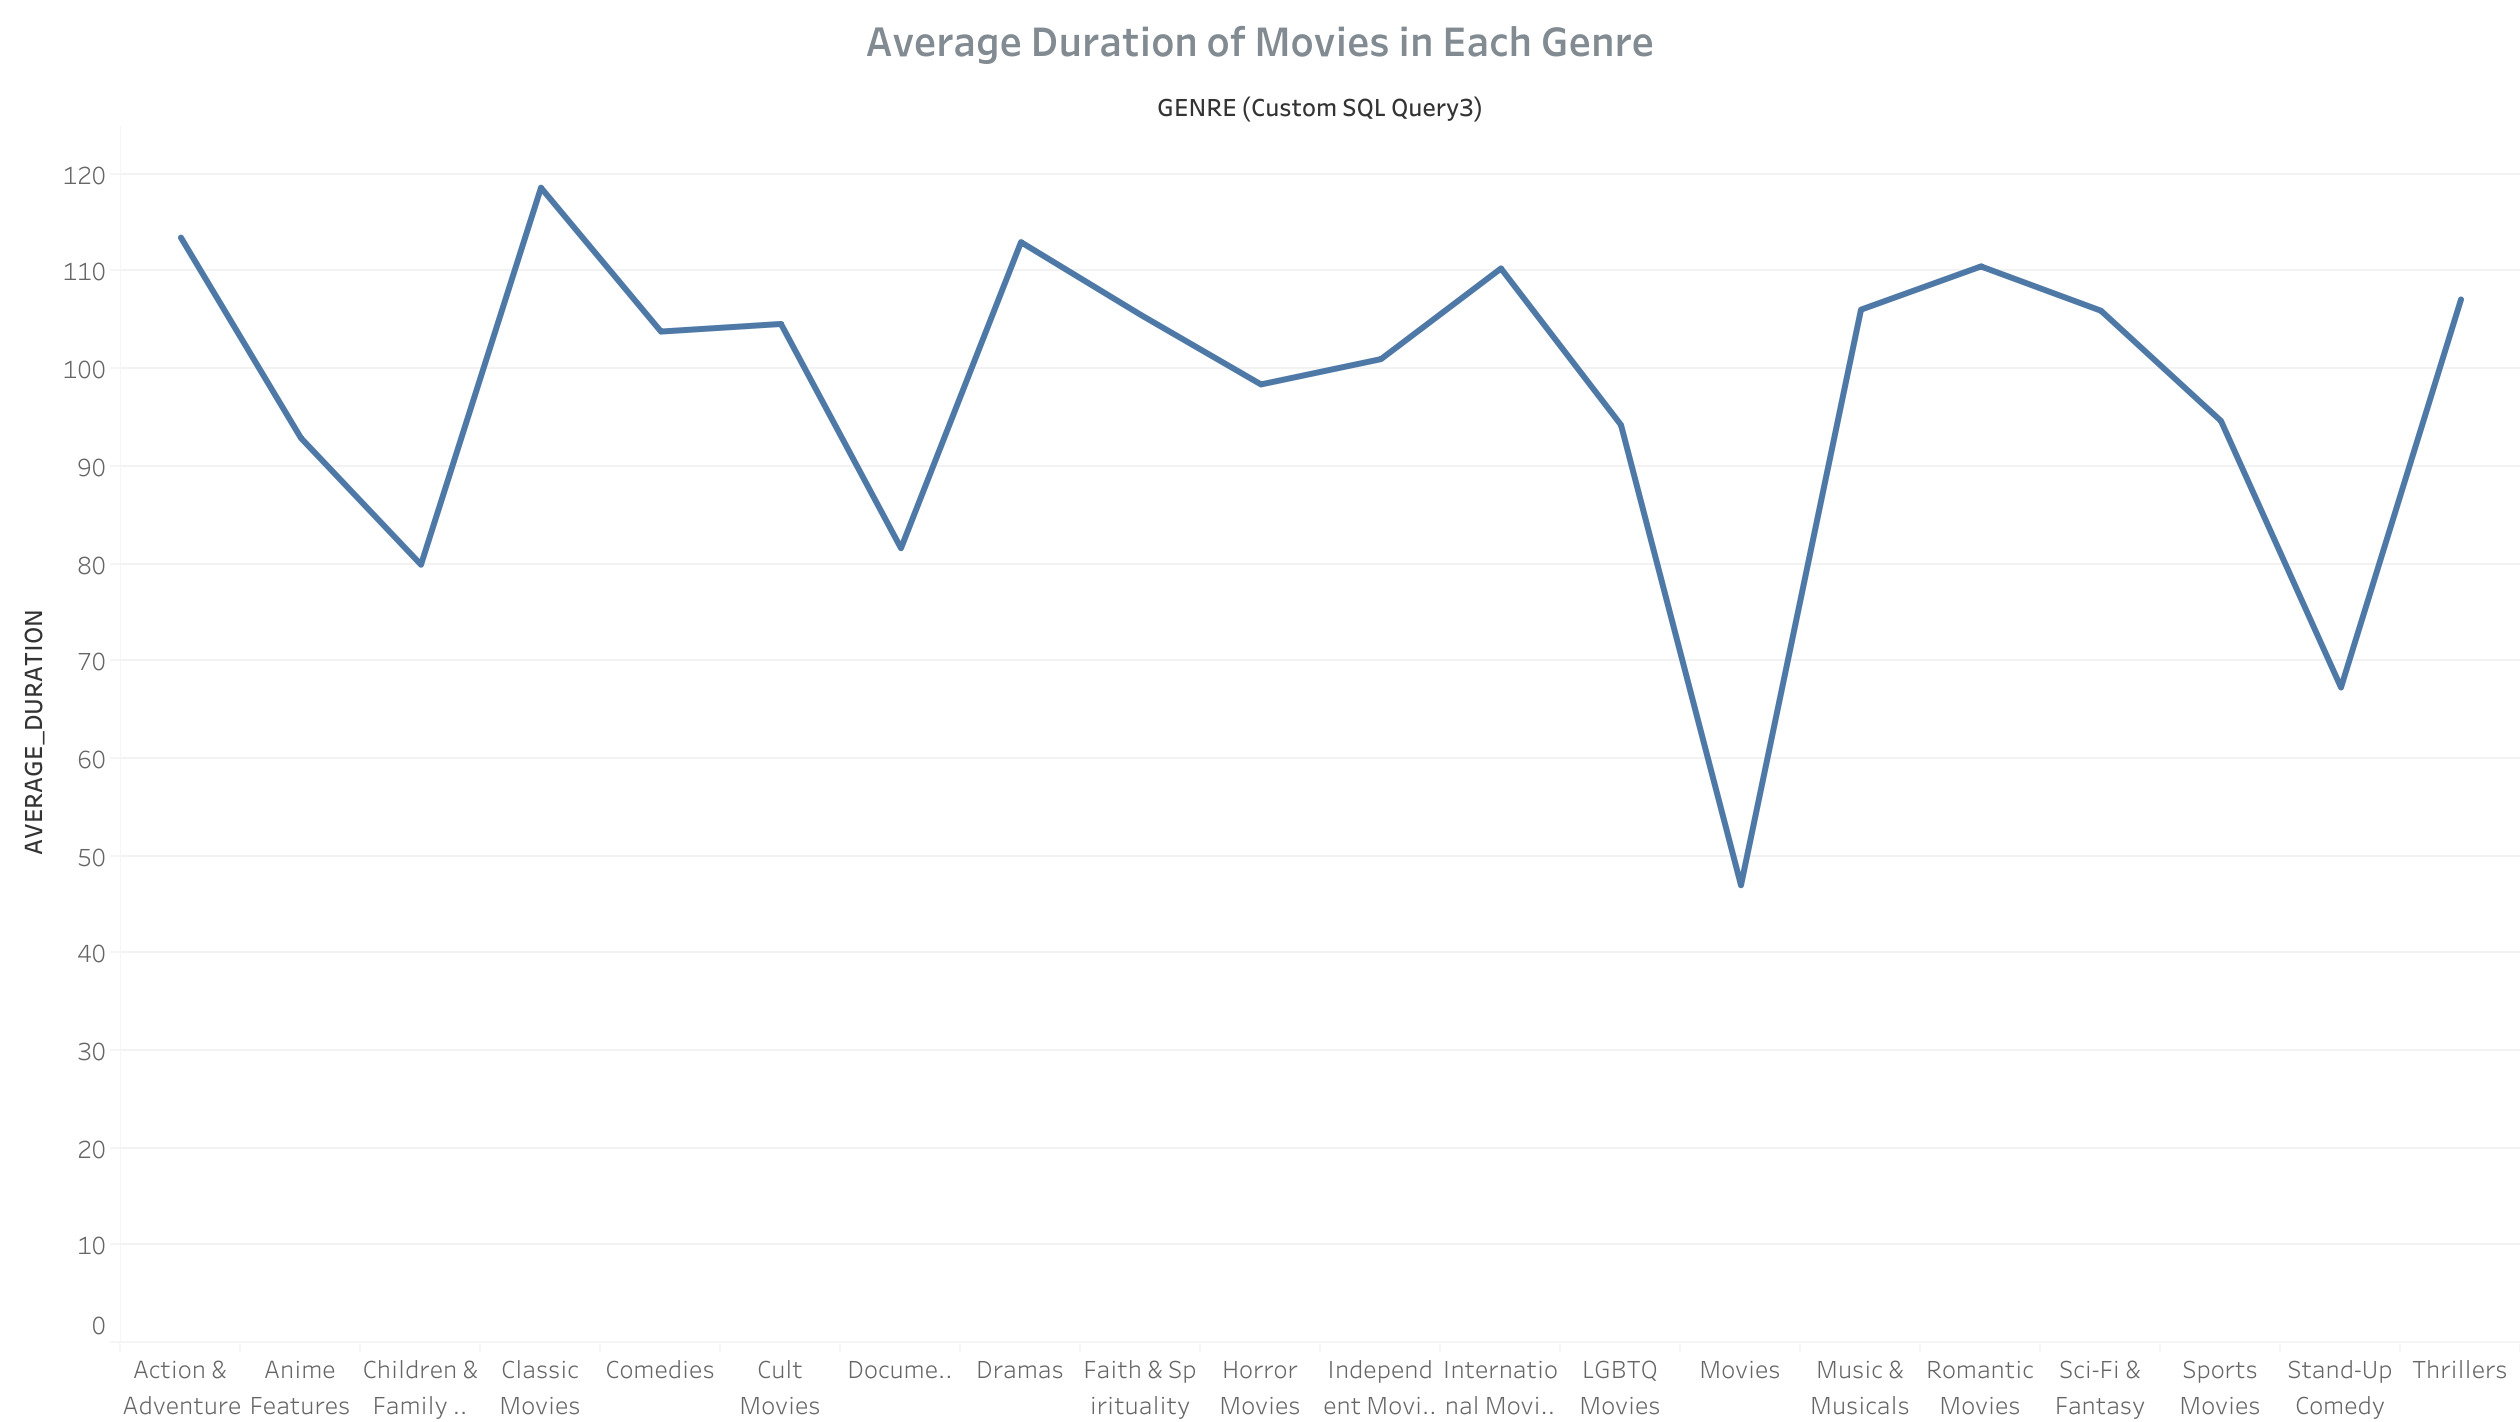 Average Duration of Movies in Each Genre
GENRE (Custom SQL Query3)
120
110
100
90
80
70
60
50
40
30
20
10
0
AVERAGE_DURATION
Action &
Adventure
Anime
Features
Children &
Family ..
Classic
Movies
Comedies
Cult
Movies
Docume..
Dramas
Faith & Sp
irituality
Horror
Movies
Independ
ent Movi..
Internatio
nal Movi..
LGBTQ
Movies
Movies
Music &
Musicals
Romantic
Movies
Sci-Fi &
Fantasy
Sports
Movies
Stand-Up
Comedy
Thrillers